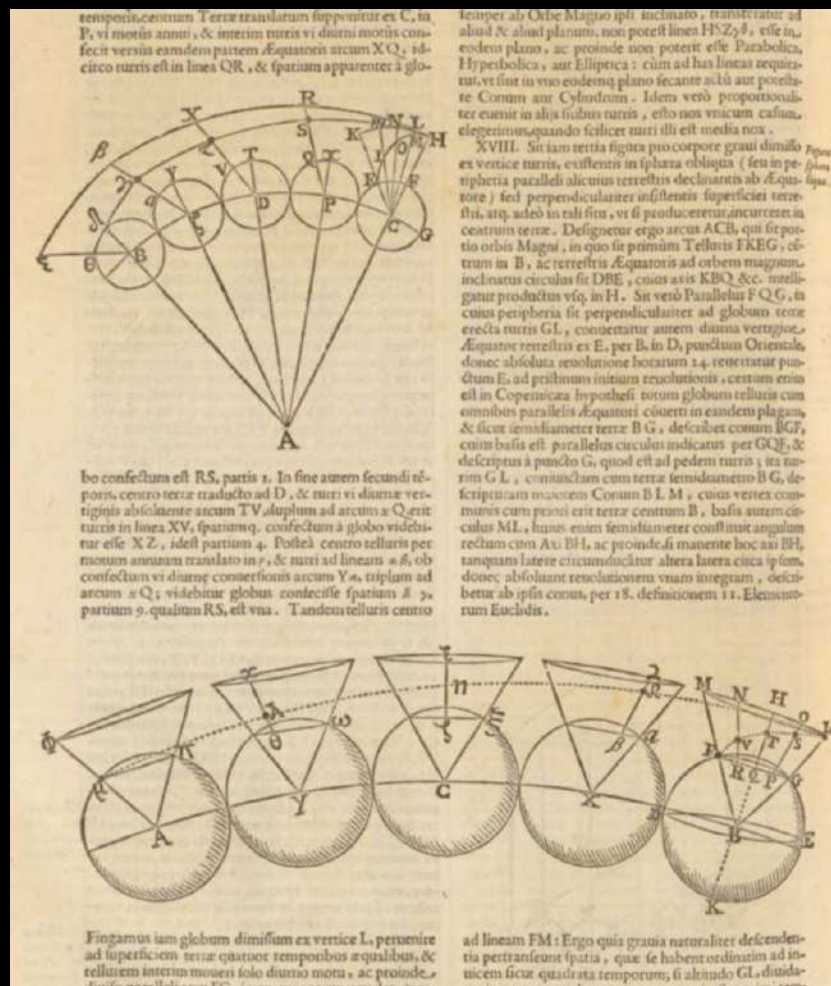 temporis, centrum Terræ translatum supponitur ex C, in
P, vi motûs annui, & interim turris vi diurni motûs con-
fecit versùs eamdem partem Æquatoris arcum XQ, id-
circo turris est in linea QR, & spatium apparenter à glo-
bo confectum est RS, partis 1. In fine autem secundi tẽ-
poris, centro terræ traducto ad D, & turri vi diurnæ ver-
tiginis absoluente arcum TV, duplum ad arcum x Q, erit
turris in linea XV, spatiumq. confectum à globo videbi-
tur esse XZ, idest partium 4. Posteà centro telluris per
motum annuum translato in, & turri ad lineam, ob
confectum vi diurnę conuersionis arcum, triplum ad
arcum x Q; videbitur globus confecisse spatium
partium 9. qualium RS, est vna. Tandem telluris centro
semper ab Orbe Magno ipsi inclinato, transferatur ad
aliud & aliud planum, non potest linea, esse in
eodem plano, ac proinde non poterit esse Parabolica,
Hyperbolica, aut Elliptica: cùm ad has lineas requira-
tur, vt sint in vno eodemq. plano secante actù aut potesta-
te Conum aut Cylindrum. Idem verò proportionali-
ter euenit in alijs sitibus turris, esto nos vnicum casum
elegerimus, quando scilicet turri illi est media nox.
XVIII. Sit iam tertia figura pro corpore graui dimisso
ex vertice turris, existentis in sphæra obliqua (seu in pe-
ripheria paralleli alicuius terrestris declinantis ab Æqua-
tore) sed perpendiculariter insistentis superficiei terre-
stri, atq. adeò in tali situ, vt si produceretur, incurreret in
centrum terræ. Designetur ergo arcus ACB, qui sit por-
tio orbis Magni, in quo sit primùm Telluris FKEG, cẽ-
trum in B, ac terrestris Æquatoris ad orbem magnum
inclinatus circulus sit DBE, cuius axis KBQ &c. intelli-
gatur productus vsq. in H. Sit verò Parallelus FQG, in
cuius peripheria sit perpendiculariter ad globum terræ
erecta turris GL, conuertatur autem diurna vertigine
Æquator terrestris ex E, per B, in D, punctum Orientale,
donec absoluta reuolutione horarum 24. reuertatur pun-
ctum E, ad pristinum initium reuolutionis, certum enim
est in Copernicæa hypothesi totum globum telluris cum
omnibus parallelis Æquatori cõuerti in eandem plagam,
& sicut semidiameter terræ BG, describet conum BGF,
cuius basis est parallelus circulus indicatus per GQF, &
descriptus à puncto G, quod est ad pedem turris; ita tur-
rim GL, coniunctam cum terræ semidiametro BG, de-
scripturam maiorem Conum BLM, cuius vertex com-
munis cum priori erit terræ centrum B, basis autem cir-
culus ML, huius enim semidiameter constituit angulum
rectum cum Axi BH, ac proinde, si manente hoc axi BH,
tanquam latere circumducãtur altera latera circa ipsum,
donec absoluant reuolutionem vnam integram, descri-
betur ab ipsis conus, per 18. definitionem 11. Elemento-
rum Euclidis.
Fingamus iam globum dimissum ex vertice L, peruenire
ad superficiem terræ quatuor temporibus æqualibus, &
tellurem interim moueri solo diurno motu, ac proinde
ad lineam FM: Ergo quia grauia naturaliter descenden-
tia pertranseunt spatia, quæ se habent ordinatim ad in-
uicem sicut quadrata temporum; si altitudo GL, diuida-